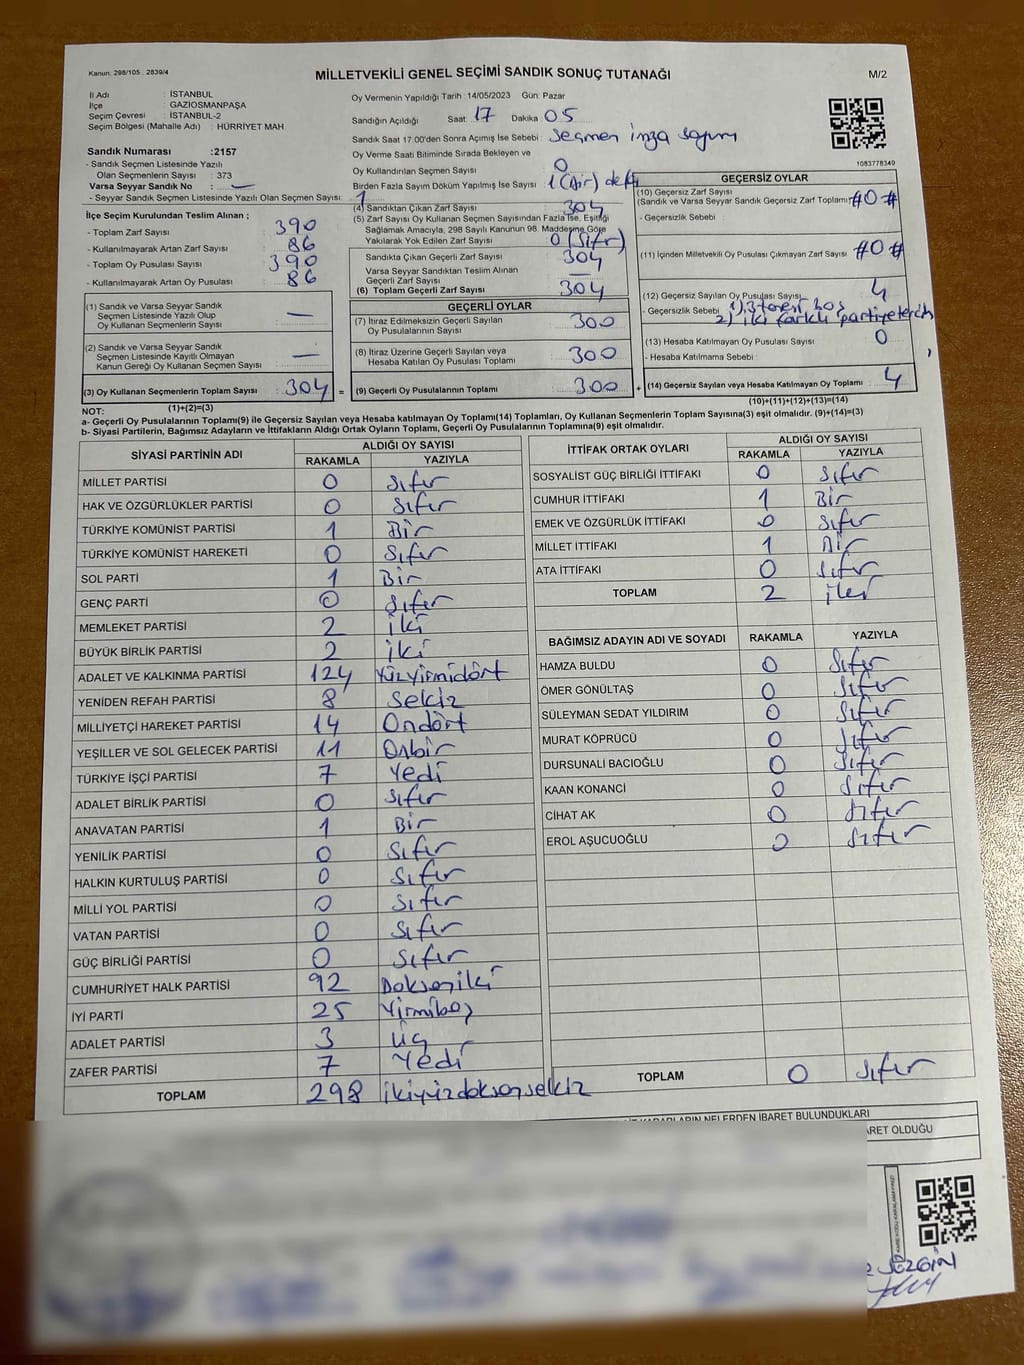 Kanun: 298/105 , 2839/4
MİLLETVEKİLİ GENEL SEÇİMİ SANDIK SONUÇ TUTANAĞI
M/2
İl Adı : İSTANBUL
İlçe : GAZİOSMANPAŞA
Seçim Çevresi : İSTANBUL-2
Seçim Bölgesi (Mahalle Adı) : HÜRRİYET MAH
Sandık Numarası :2157
- Sandık Seçmen Listesinde Yazılı
Olan Seçmenlerin Sayısı : 373
Varsa Seyyar Sandık No : —
- Seyyar Sandık Seçmen Listesinde Yazılı Olan Seçmen Sayısı:
Oy Vermenin Yapıldığı Tarih :14/05/2023 Gün: Pazar
Sandığın Açıldığı Saat: 17 Dakika 05
Sandık Saat 17.00'den Sonra Açımış İse Sebebi: Seçmen imza sayımı
Oy Verme Saati Bitiminde Sırada Bekleyen ve
Oy Kullandırılan Seçmen Sayısı 0
Birden Fazla Sayım Döküm Yapılmış İse Sayısı 1 (Bir) defa
1083778349
İlçe Seçim Kurulundan Teslim Alınan ;
- Toplam Zarf Sayısı : 390
- Kullanılmayarak Artan Zarf Sayısı : 86
- Toplam Oy Pusulası Sayısı : 390
- Kullanılmayarak Artan Oy Pusulası : 86
(1) Sandık ve Varsa Seyyar Sandık
Seçmen Listesinde Yazılı Olup
Oy Kullanan Seçmenlerin Sayısı : —
(2) Sandık ve Varsa Seyyar Sandık
Seçmen Listesinde Kayıtlı Olmayan
Kanun Gereği Oy Kullanan Seçmen Sayısı : —
(3) Oy Kullanan Seçmenlerin Toplam Sayısı : 304 =
(1)+(2)=(3)
(4) Sandıktan Çıkan Zarf Sayısı 304
(5) Zarf Sayısı Oy Kullanan Seçmen Sayısından Fazla İse, Eşitliği
Sağlamak Amacıyla, 298 Sayılı Kanunun 98. Maddesine Göre
Yakılarak Yok Edilen Zarf Sayısı 0 (Sıfır)
Sandıkta Çıkan Geçerli Zarf Sayısı 304
Varsa Seyyar Sandıktan Teslim Alınan
Geçerli Zarf Sayısı —
(6) Toplam Geçerli Zarf Sayısı 304
GEÇERLİ OYLAR
(7) İtiraz Edilmeksizin Geçerli Sayılan
Oy Pusulalarının Sayısı 300
(8) İtiraz Üzerine Geçerli Sayılan veya
Hesaba Katılan Oy Pusulası Toplamı 300
(9) Geçerli Oy Pusulalarının Toplamı 300 +
GEÇERSİZ OYLAR
(10) Geçersiz Zarf Sayısı
(Sandık ve Varsa Seyyar Sandık Geçersiz Zarf Toplamı) #0#
- Geçersizlik Sebebi :
(11) İçinden Milletvekili Oy Pusulası Çıkmayan Zarf Sayısı #0#
(12) Geçersiz Sayılan Oy Pusulası Sayısı 4
- Geçersizlik Sebebi 1) 3 tanesi boş
2) iki farklı partiye tercih
(13) Hesaba Katılmayan Oy Pusulası Sayısı 0
- Hesaba Katılmama Sebebi :
(14) Geçersiz Sayılan veya Hesaba Katılmayan Oy Toplamı 4
(10)+(11)+(12)+(13)=(14)
NOT:
a- Geçerli Oy Pusulalarının Toplamı(9) ile Geçersiz Sayılan veya Hesaba katılmayan Oy Toplamı(14) Toplamları, Oy Kullanan Seçmenlerin Toplam Sayısına(3) eşit olmalıdır. (9)+(14)=(3)
b- Siyasi Partilerin, Bağımsız Adayların ve İttifakların Aldığı Ortak Oyların Toplamı, Geçerli Oy Pusulalarının Toplamına(9) eşit olmalıdır.
SİYASİ PARTİNİN ADI ALDIĞI OY SAYISI
RAKAMLA YAZIYLA
MİLLET PARTİSİ 0 Sıfır
HAK VE ÖZGÜRLÜKLER PARTİSİ 0 Sıfır
TÜRKİYE KOMÜNİST PARTİSİ 1 Bir
TÜRKİYE KOMÜNİST HAREKETİ 0 Sıfır
SOL PARTİ 1 Bir
GENÇ PARTİ 0 Sıfır
MEMLEKET PARTİSİ 2 iki
BÜYÜK BİRLİK PARTİSİ 2 iki
ADALET VE KALKINMA PARTİSİ 124 Yüzyirmidört
YENİDEN REFAH PARTİSİ 8 Sekiz
MİLLİYETÇİ HAREKET PARTİSİ 14 Ondört
YEŞİLLER VE SOL GELECEK PARTİSİ 11 Onbir
TÜRKİYE İŞÇİ PARTİSİ 7 Yedi
ADALET BİRLİK PARTİSİ 0 Sıfır
ANAVATAN PARTİSİ 1 Bir
YENİLİK PARTİSİ 0 Sıfır
HALKIN KURTULUŞ PARTİSİ 0 Sıfır
MİLLİ YOL PARTİSİ 0 Sıfır
VATAN PARTİSİ 0 Sıfır
GÜÇ BİRLİĞİ PARTİSİ 0 Sıfır
CUMHURİYET HALK PARTİSİ 92 Doksaniki
İYİ PARTİ 25 Yirmibeş
ADALET PARTİSİ 3 Üç
ZAFER PARTİSİ 7 Yedi
TOPLAM 298 ikiyüzdoksansekiz
İTTİFAK ORTAK OYLARI ALDIĞI OY SAYISI
RAKAMLA YAZIYLA
SOSYALİST GÜÇ BİRLİĞİ İTTİFAKI 0 Sıfır
CUMHUR İTTİFAKI 1 Bir
EMEK VE ÖZGÜRLÜK İTTİFAKI 0 Sıfır
MİLLET İTTİFAKI 1 Bir
ATA İTTİFAKI 0 Sıfır
TOPLAM 2 iki
BAĞIMSIZ ADAYIN ADI VE SOYADI RAKAMLA YAZIYLA
HAMZA BULDU 0 Sıfır
ÖMER GÖNÜLTAŞ 0 Sıfır
SÜLEYMAN SEDAT YILDIRIM 0 Sıfır
MURAT KÖPRÜCÜ 0 Sıfır
DURSUNALİ BACIOĞLU 0 Sıfır
KAAN KONANCİ 0 Sıfır
CİHAT AK 0 Sıfır
EROL AŞUCUOĞLU 0 Sıfır
TOPLAM 0 Sıfır
KARARLARIN NELERDEN İBARET BULUNDUKLARI
ARET OLDUĞU
SEZGİN